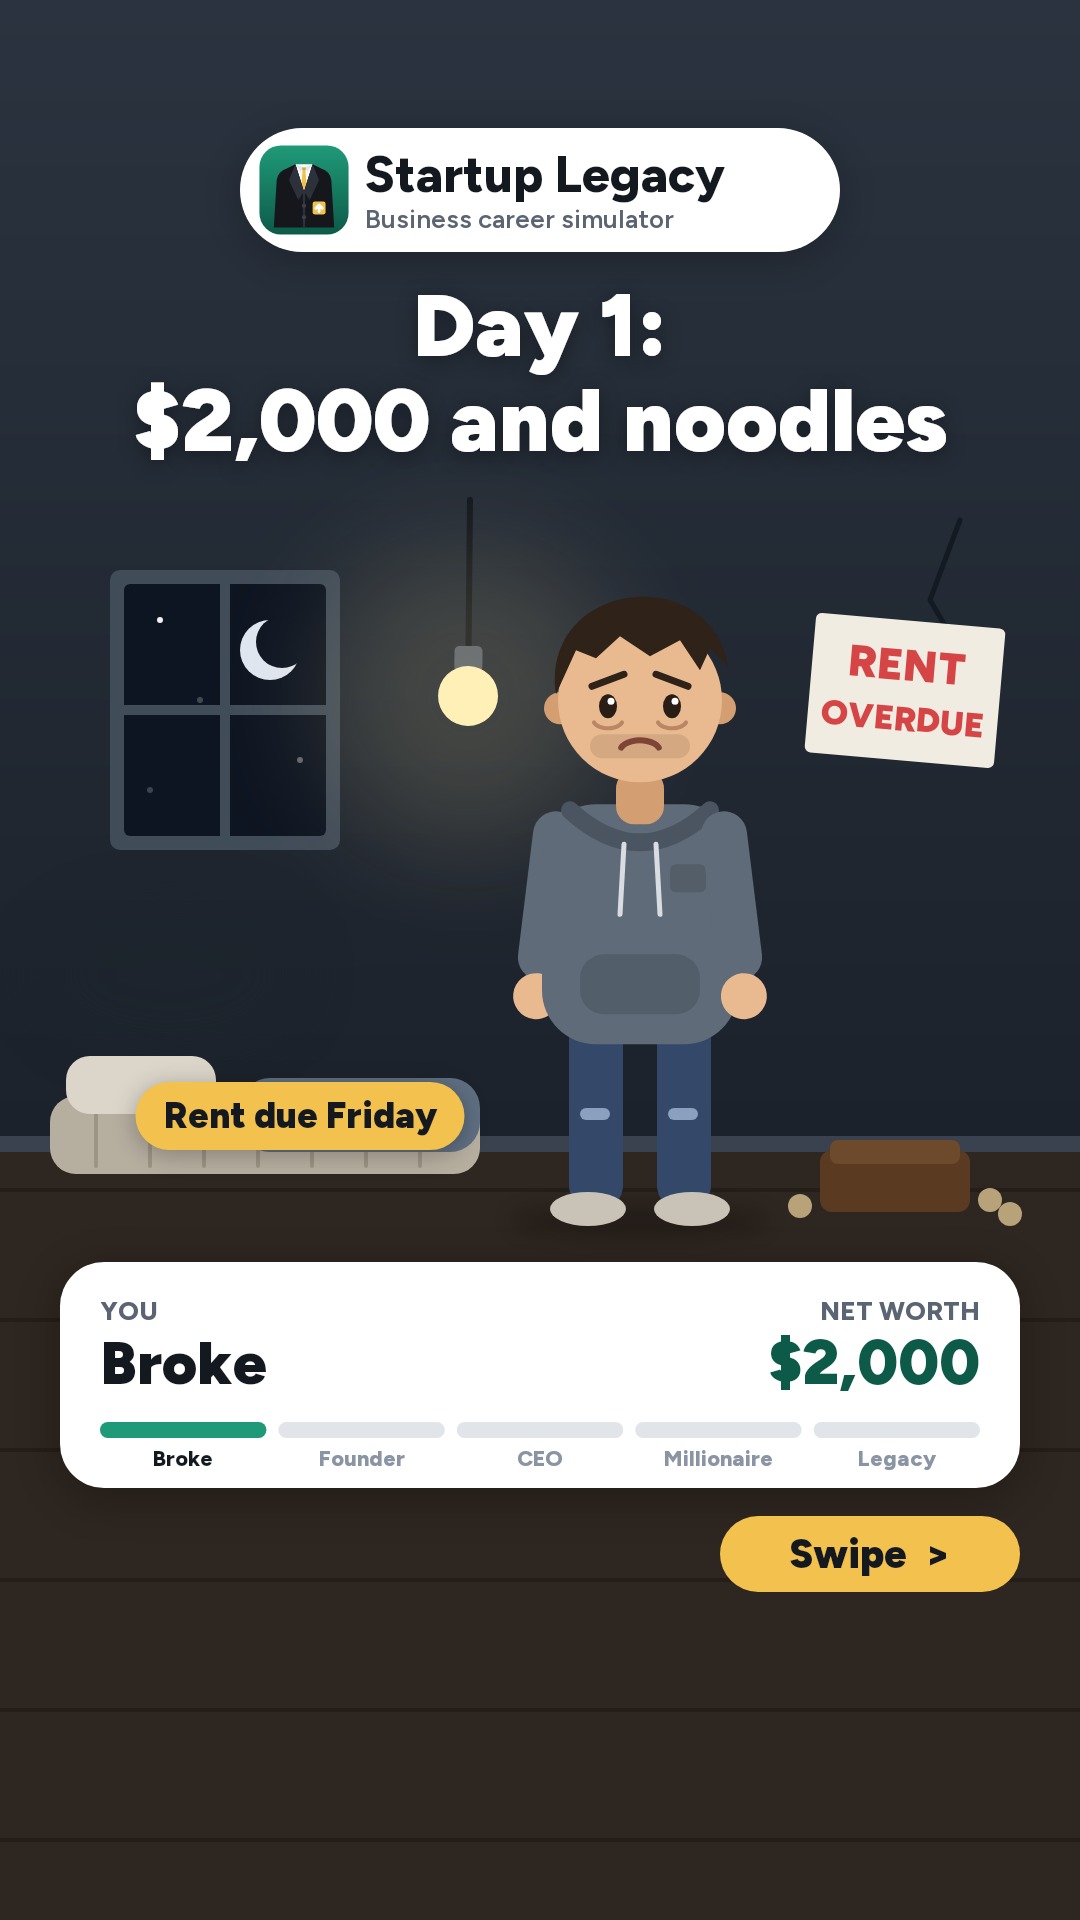 Startup Legacy
Business career simulator
Day 1:
$2,000 and noodles
RENT
OVERDUE
Rent due Friday
YOU
NET WORTH
Broke
$2,000
Broke
Founder
CEO
Millionaire
Legacy
Swipe >